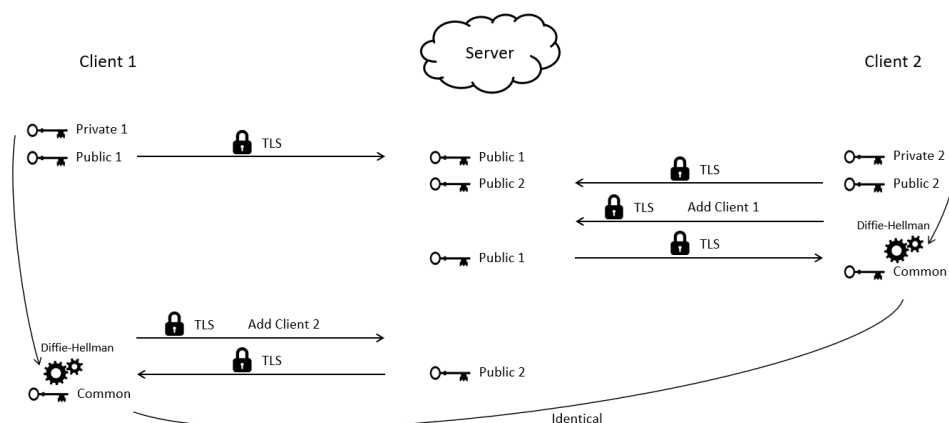 Server
Client 1
Client 2
Private 1
TLS
Public 1
Public 1
Private 2
TLS
Public 2
Public 2
TLS Add Client 1
Diffie-Hellman
TLS
Public 1
Common
TLS Add Client 2
Diffie-Hellman
TLS
Public 2
Common
Identical